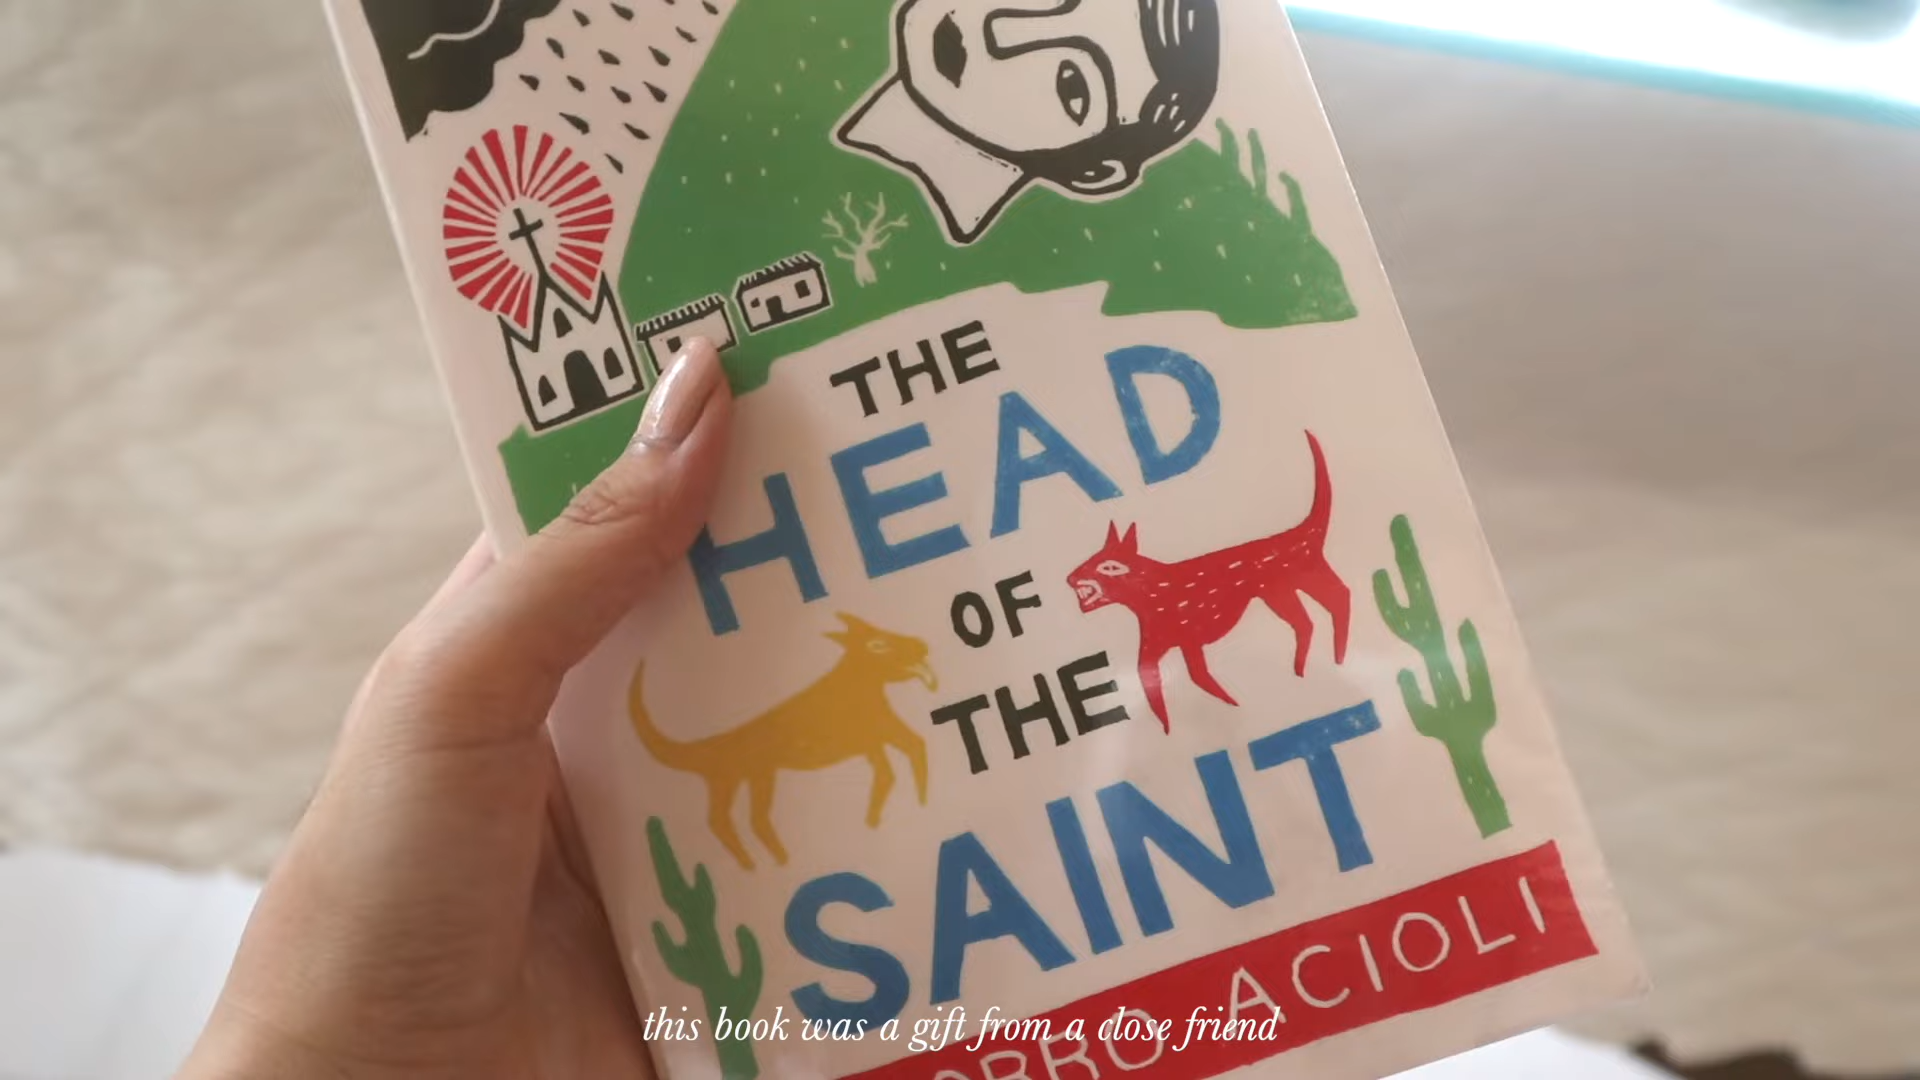 THE
HEAD
OF
THE
SAINT
ACIOLI
this book was a gift from a close friend